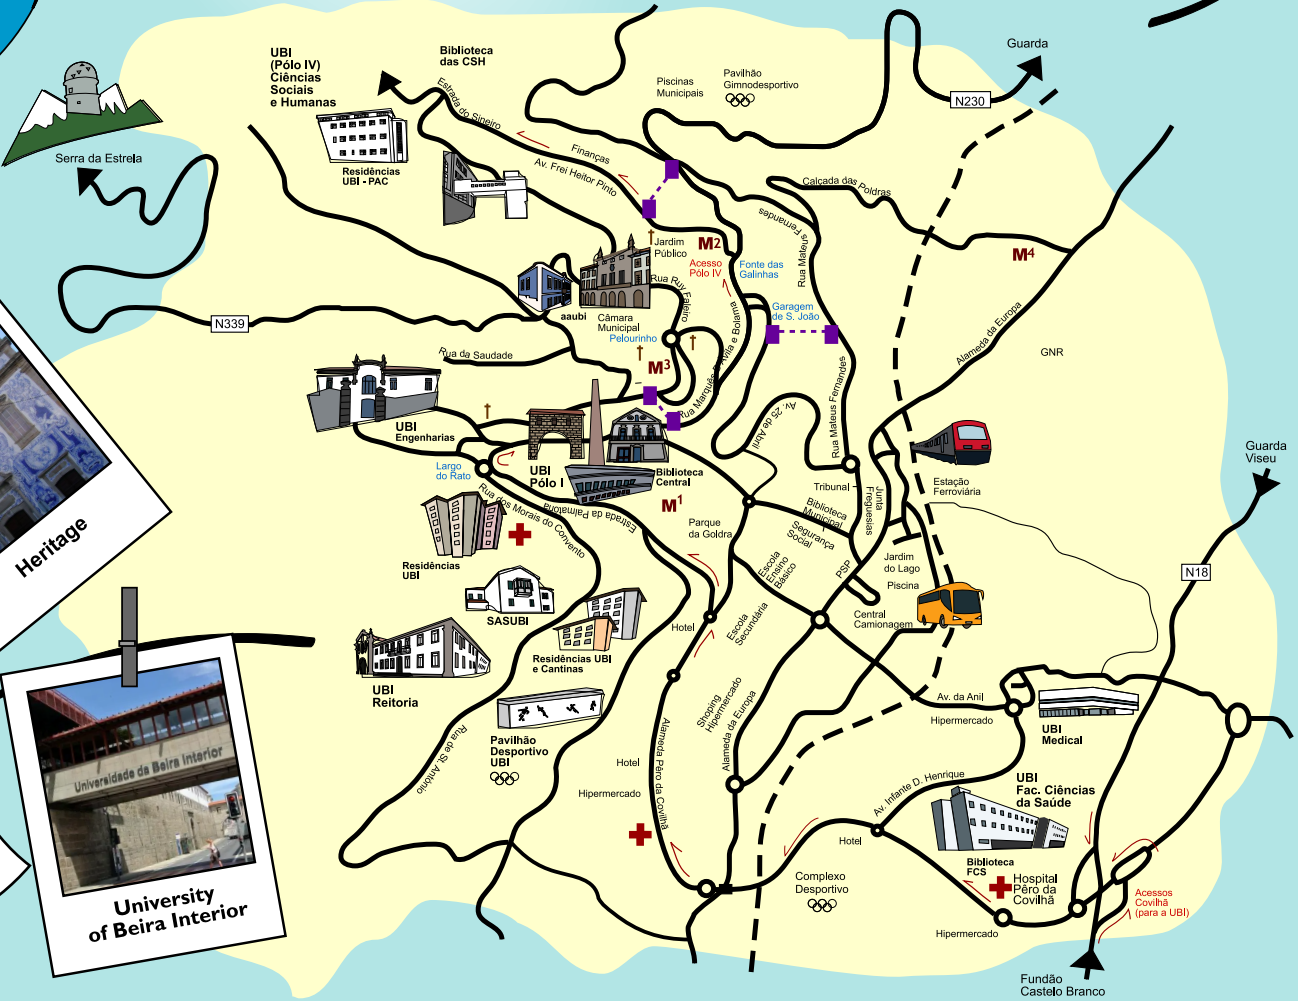 UBI
(Pólo IV)
Ciências
Sociais
e Humanas
Biblioteca
das CSH
Estrada do Sineiro
Piscinas
Municipais
Pavilhão
Gimnodesportivo
Guarda
N230
Serra da Estrela
Residências
UBI - PAC
Finanças
Av. Frei Heitor Pinto
Calçada das Poldras
Rua Mateus Fernandes
Jardim
Público
M2
Acesso
Pólo IV
Fonte das
Galinhas
M4
Rua Ruy Faleiro
aaubi
Câmara
Municipal
Pelourinho
Garagem
de S. João
N339
Rua da Saudade
M3
Rua Marquês d'Ávila e Bolama
Rua Mateus Fernandes
Alameda da Europa
GNR
UBI
Engenharias
Av. 25 de Abril
Largo
do Rato
UBI
Pólo I
Biblioteca
Central
M1
Estação
Ferroviária
Guarda
Viseu
Tribunal
Junta
Freguesias
Biblioteca
Municipal
Segurança
Social
Rua dos Morais do Convento
Estrada da Palmatória
Parque
da Goldra
Heritage
Residências
UBI
Escola
Ensino
Básico
PSP
Jardim
do Lago
Piscina
N18
SASUBI
Central
Camionagem
Hotel
Escola
Secundária
Residências UBI
e Cantinas
UBI
Reitoria
Shoping
Hipermercado
Alameda da Europa
Av. da Anil
Hipermercado
UBI
Medical
Pavilhão
Desportivo
UBI
Rua de St. António
Hotel
Alameda Pêro da Covilhã
Hipermercado
Av. Infante D. Henrique
UBI
Fac. Ciências
da Saúde
Universidade da Beira Interior
Hotel
Biblioteca
FCS
Hospital
Pêro da
Covilhã
Complexo
Desportivo
Acessos
Covilhã
(para a UBI)
Hipermercado
University
of Beira Interior
Fundão
Castelo Branco